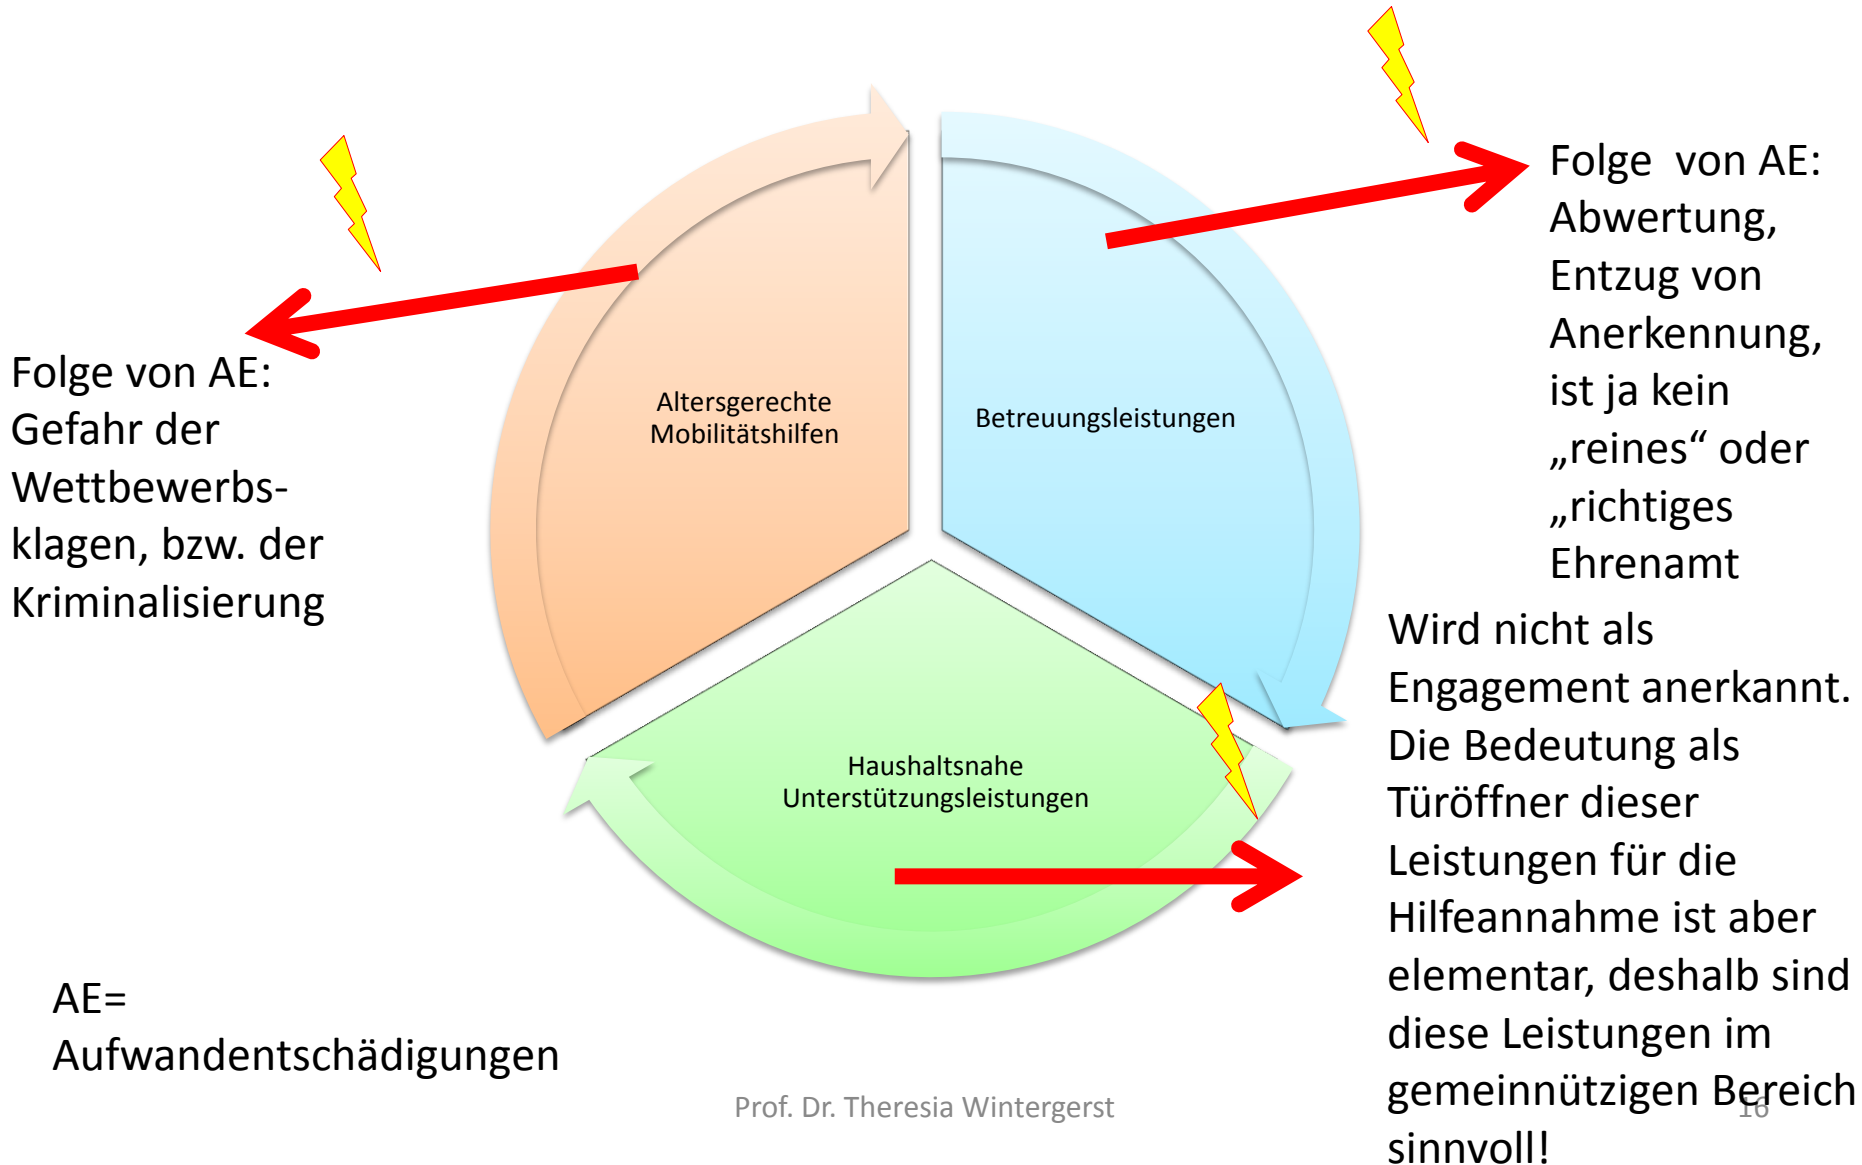 Folge von AE:
Gefahr der
Wettbewerbs-
klagen, bzw. der
Kriminalisierung
Altersgerechte
Mobilitätshilfen
Betreuungsleistungen
Folge  von AE:
Abwertung,
Entzug von
Anerkennung,
ist ja kein
„reines“ oder
„richtiges
Ehrenamt
Haushaltsnahe
Unterstützungsleistungen
Wird nicht als
Engagement anerkannt.
Die Bedeutung als
Türöffner dieser
Leistungen für die
Hilfeannahme ist aber
elementar, deshalb sind
diese Leistungen im
gemeinnützigen Bereich
sinnvoll!
AE=
Aufwandentschädigungen
Prof. Dr. Theresia Wintergerst
16